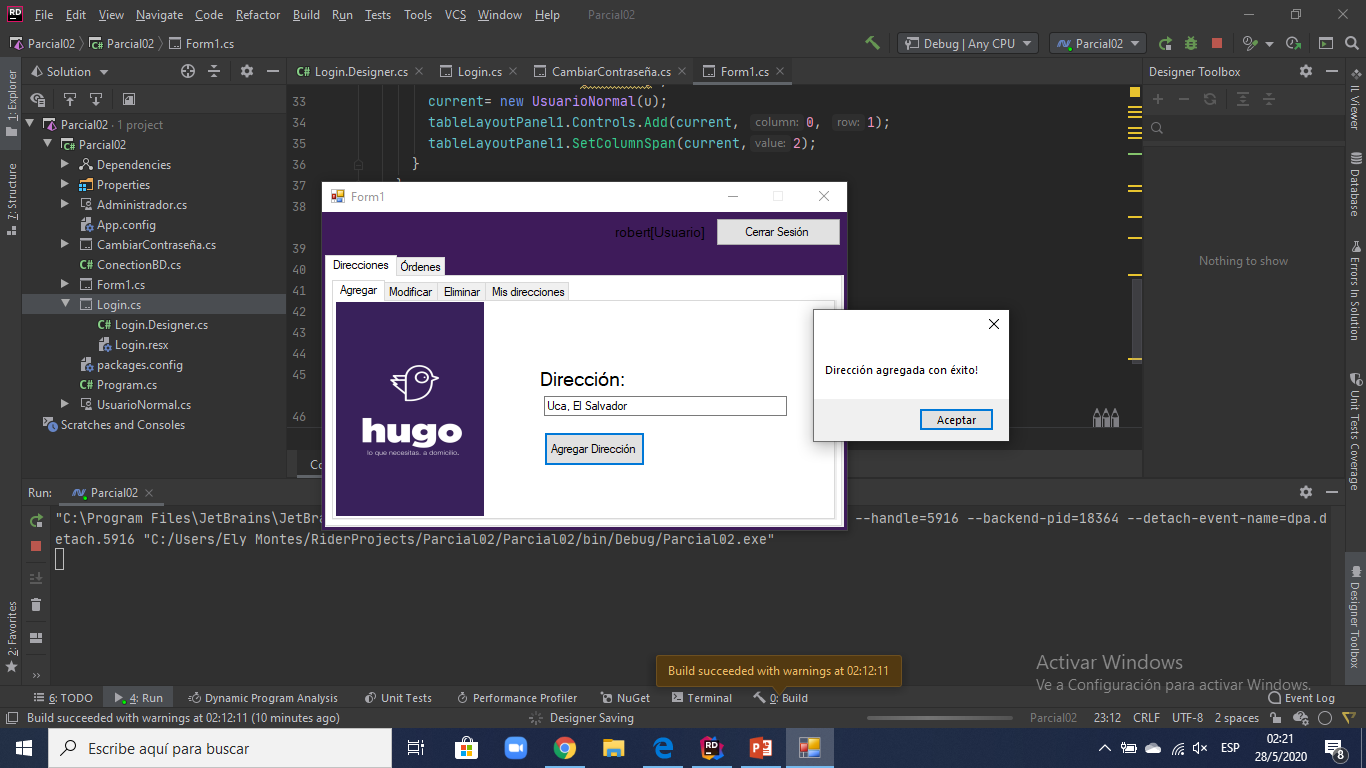 File Edit View Navigate Code Refactor Build Run Tests Tools VCS Window Help Parcial02
Parcial02 Parcial02 Form1.cs Debug | Any CPU Parcial02
Solution Login.Designer.cs Login.cs CambiarContraseña.cs Form1.cs Designer Toolbox
1: Explorer
7: Structure
2: Favorites
Parcial02 · 1 project
Parcial02
Dependencies
Properties
Administrador.cs
App.config
CambiarContraseña.cs
ConectionBD.cs
Form1.cs
Login.cs
Login.Designer.cs
Login.resx
packages.config
Program.cs
UsuarioNormal.cs
Scratches and Consoles
33 current= new UsuarioNormal(u);
34 tableLayoutPanel1.Controls.Add(current, column: 0, row: 1);
35 tableLayoutPanel1.SetColumnSpan(current, value: 2);
36 }
37
38
39
40
41
42
43
44
45
46
Form1
robert[Usuario] Cerrar Sesión
Direcciones Órdenes
Agregar Modificar Eliminar Mis direcciones
hugo
lo que necesitas. a domicilio.
Dirección:
Uca, El Salvador
Agregar Dirección
Dirección agregada con éxito!
Aceptar
Nothing to show
IL Viewer
Database
Errors In Solution
Unit Tests Coverage
Designer Toolbox
Run: Parcial02
"C:\Program Files\JetBrains\JetBra --handle=5916 --backend-pid=18364 --detach-event-name=dpa.d
etach.5916 "C:/Users/Ely Montes/RiderProjects/Parcial02/Parcial02/bin/Debug/Parcial02.exe"
Build succeeded with warnings at 02:12:11
Activar Windows
Ve a Configuración para activar Windows.
6: TODO 4: Run Dynamic Program Analysis Unit Tests Performance Profiler NuGet Terminal 0: Build Event Log
Build succeeded with warnings at 02:12:11 (10 minutes ago) Designer Saving Parcial02 23:12 CRLF UTF-8 2 spaces
Escribe aquí para buscar
ESP
02:21
28/5/2020
8